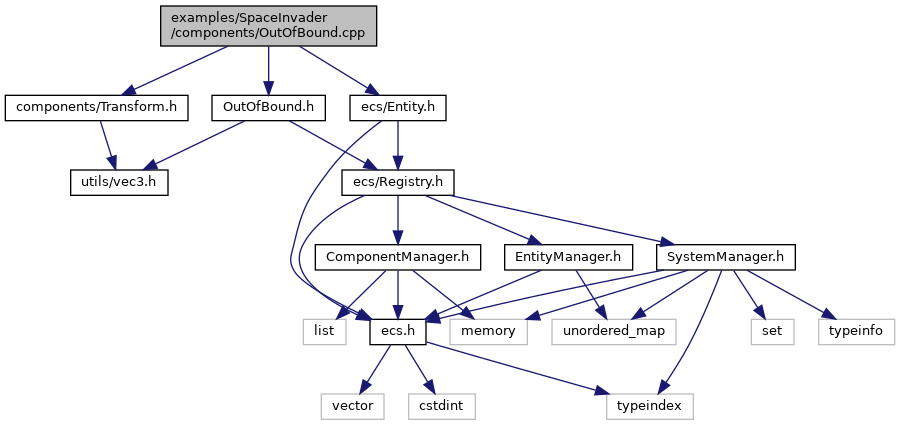 examples/SpaceInvader
/components/OutOfBound.cpp
components/Transform.h
OutOfBound.h
ecs/Entity.h
utils/vec3.h
ecs/Registry.h
ComponentManager.h
EntityManager.h
SystemManager.h
list
ecs.h
memory
unordered_map
set
typeinfo
vector
cstdint
typeindex